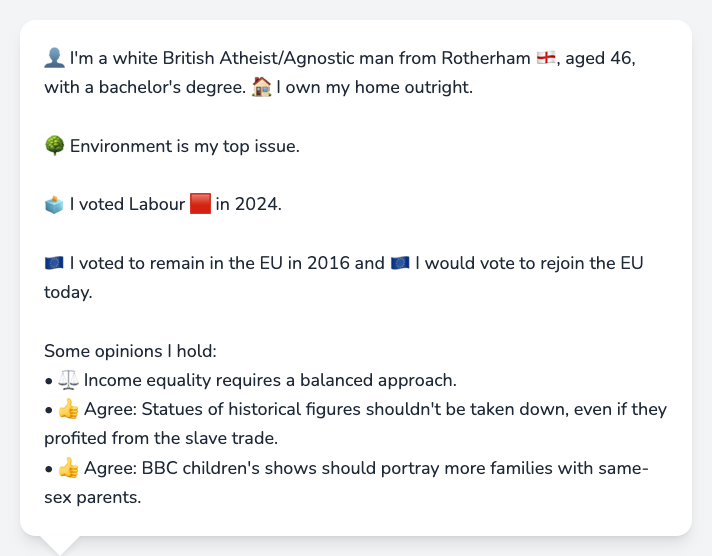 👤 I'm a white British Atheist/Agnostic man from Rotherham 🏴󠁧󠁢󠁥󠁮󠁧󠁿, aged 46,
with a bachelor's degree. 🏠 I own my home outright.
🌳 Environment is my top issue.
🗳️ I voted Labour 🟥 in 2024.
🇪🇺 I voted to remain in the EU in 2016 and 🇪🇺 I would vote to rejoin the EU
today.
Some opinions I hold:
• ⚖️ Income equality requires a balanced approach.
• 👍 Agree: Statues of historical figures shouldn't be taken down, even if they
profited from the slave trade.
• 👍 Agree: BBC children's shows should portray more families with same-
sex parents.